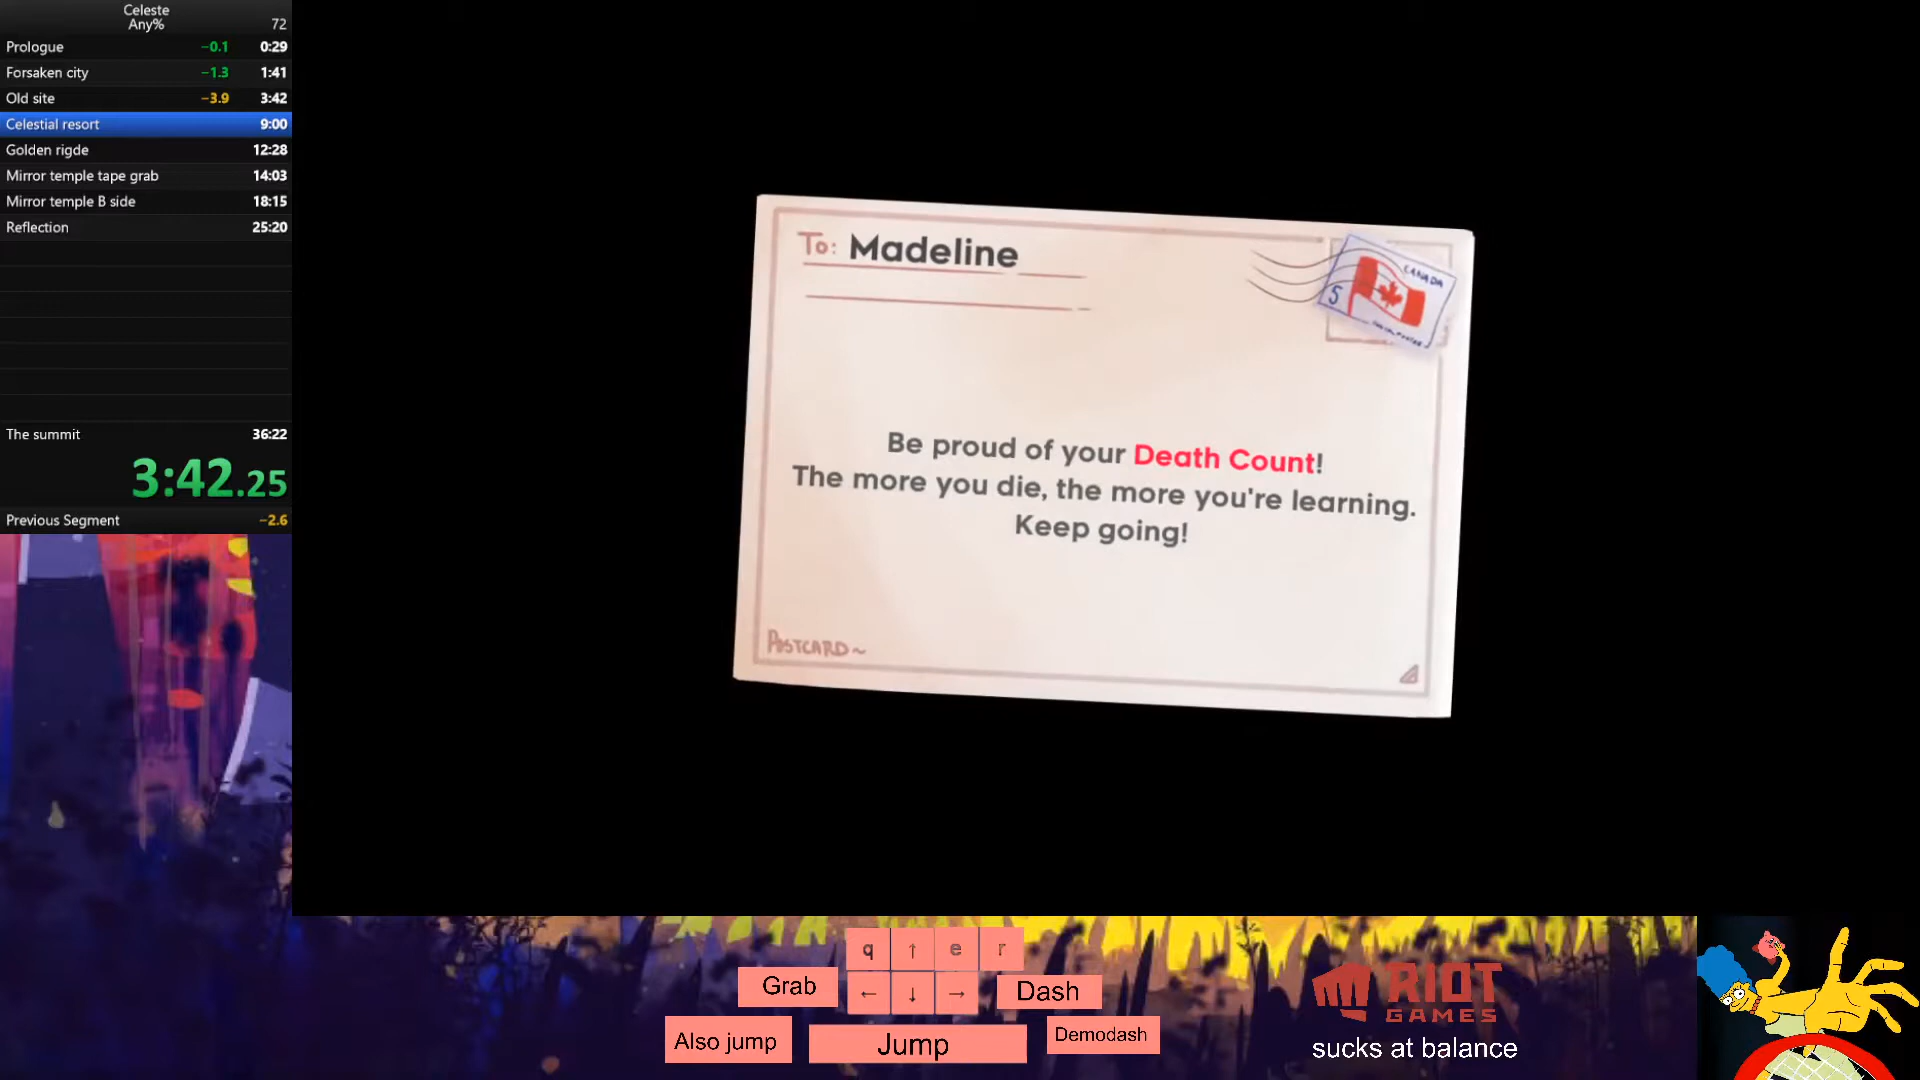 Celeste
Any%
72
Prologue −0.1 0:29
Forsaken city −1.3 1:41
Old site −3.9 3:42
Celestial resort 9:00
Golden rigde 12:28
Mirror temple tape grab 14:03
Mirror temple B side 18:15
Reflection 25:20
The summit 36:22
3:42.25
Previous Segment −2.6
To: Madeline
CANADA
5
Be proud of your Death Count!
The more you die, the more you're learning.
Keep going!
POSTCARD~
q ↑ e r
Grab ← ↓ → Dash
Also jump Jump Demodash
RIOT
GAMES
sucks at balance